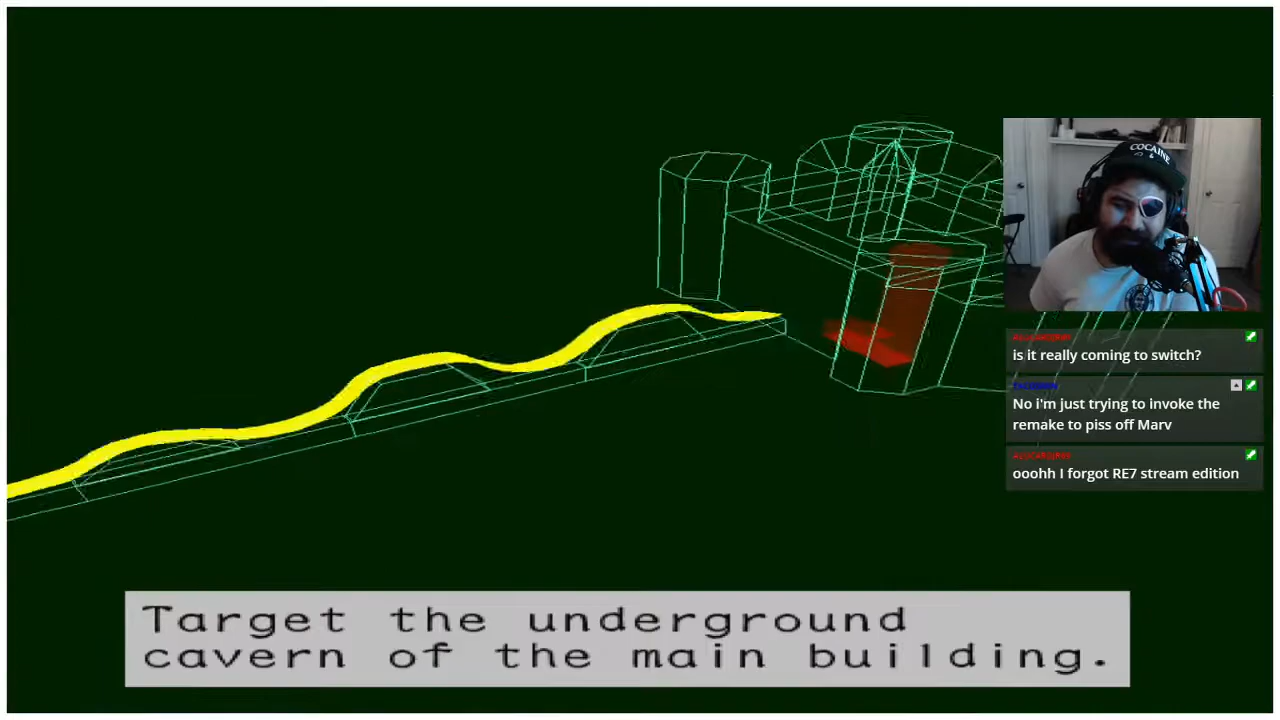 COCAINE
is it really coming to switch?
No i'm just trying to invoke the
remake to piss off Marv
ooohh I forgot RE7 stream edition
Target the underground
cavern of the main building.